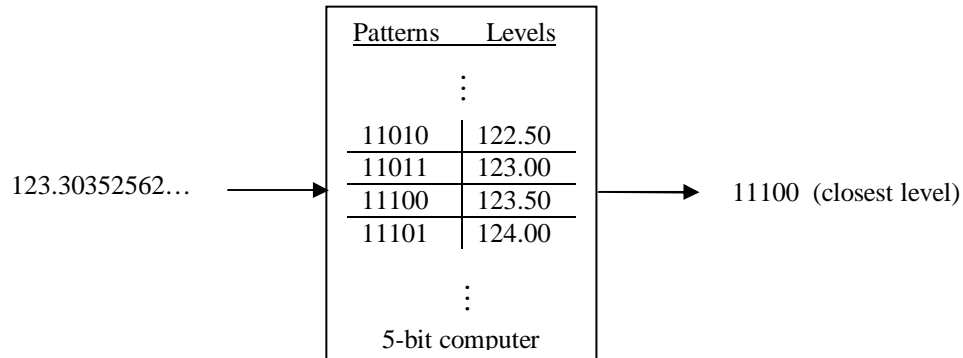 Patterns Levels
⋮
11010 122.50
11011 123.00
123.30352562… 11100 123.50 11100 (closest level)
11101 124.00
⋮
5-bit computer